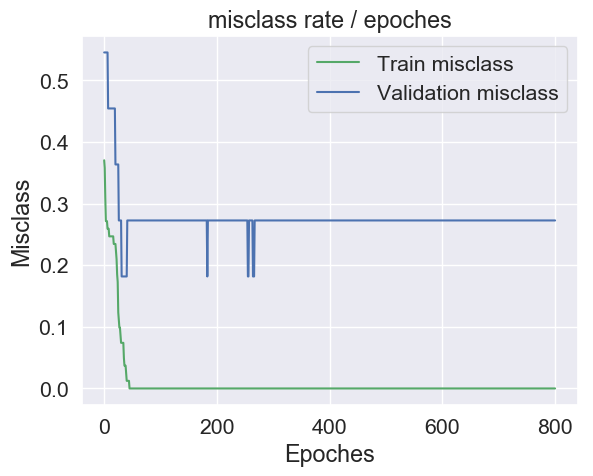 misclass rate / epoches
Train misclass
Validation misclass
0.5
0.4
0.3
0.2
0.1
0.0
Misclass
0 200 400 600 800
Epoches